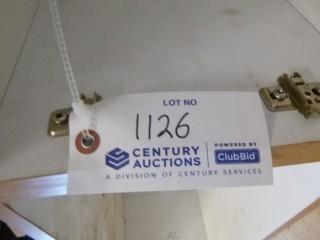 LOT NO
1126
CENTURY AUCTIONS
POWERED BY
ClubBid
A DIVISION OF CENTURY SERVICES